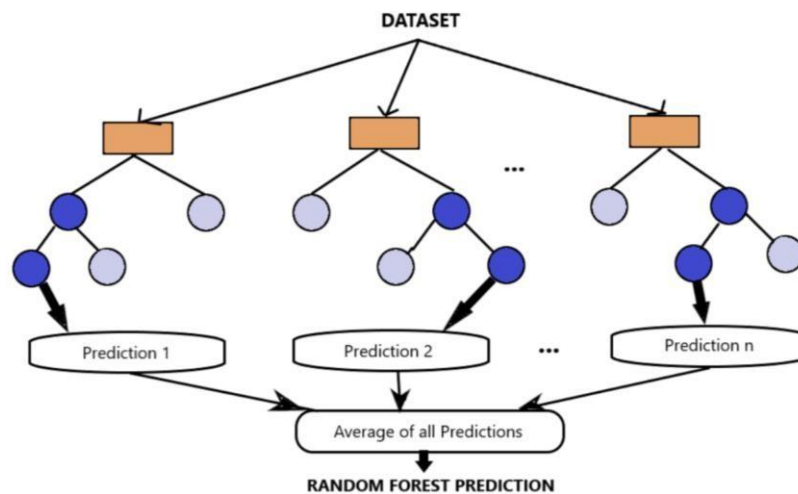 DATASET
...
Prediction 1
Prediction 2
...
Prediction n
Average of all Predictions
RANDOM FOREST PREDICTION